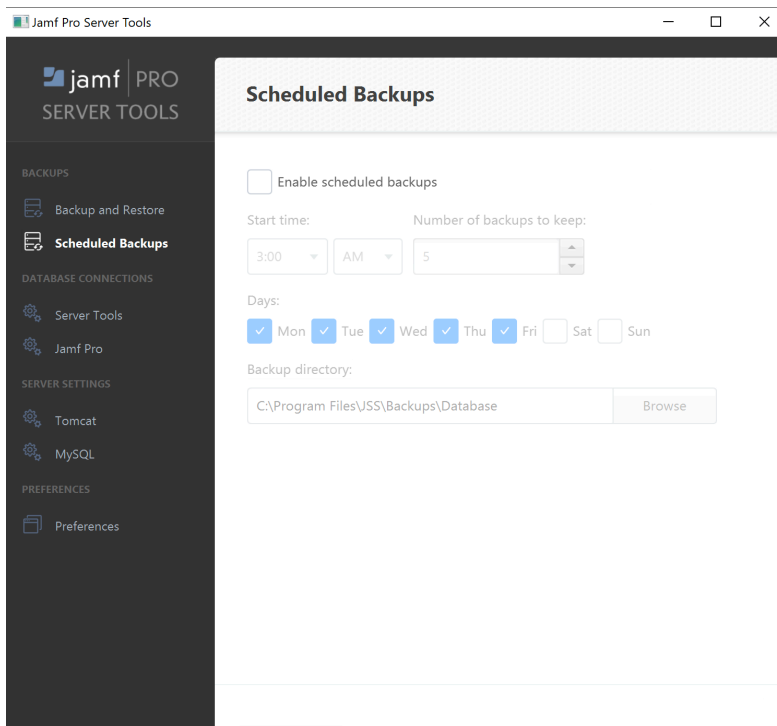 Jamf Pro Server Tools
jamf PRO
SERVER TOOLS
BACKUPS
Backup and Restore
Scheduled Backups
DATABASE CONNECTIONS
Server Tools
Jamf Pro
SERVER SETTINGS
Tomcat
MySQL
PREFERENCES
Preferences
Scheduled Backups
Enable scheduled backups
Start time: Number of backups to keep:
3:00 AM 5
Days:
Mon Tue Wed Thu Fri Sat Sun
Backup directory:
C:\Program Files\JSS\Backups\Database Browse